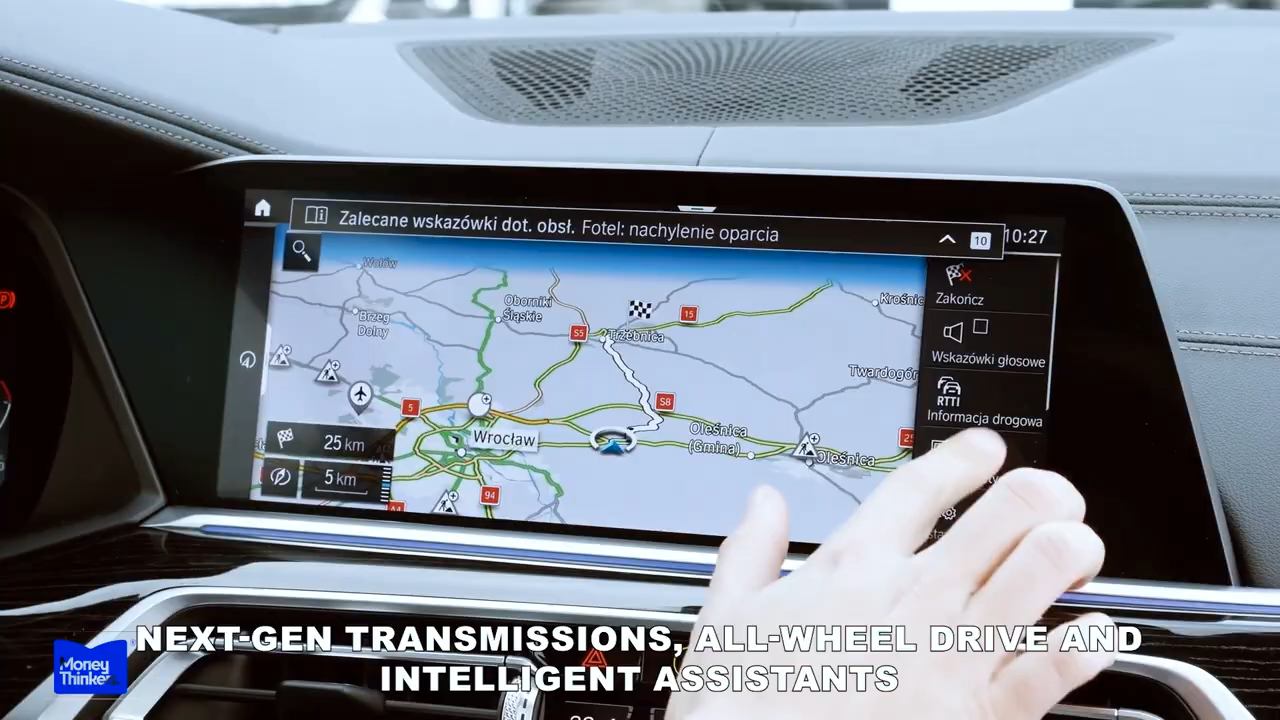 Zalecane wskazówki dot. obsł. Fotel: nachylenie oparcia
10
10:27
Wołów
Oborniki
Śląskie
Brzeg
Dolny
S5
15
Trzebnica
Krośnic
Twardogór
Zakończ
Wskazówki głosowe
RTTI
Informacja drogowa
5
S8
Wrocław
Oleśnica
(Gmina)
Oleśnica
25 km
5 km
94
A4
P
NEXT-GEN TRANSMISSIONS, ALL-WHEEL DRIVE AND
INTELLIGENT ASSISTANTS
Money
Thinker